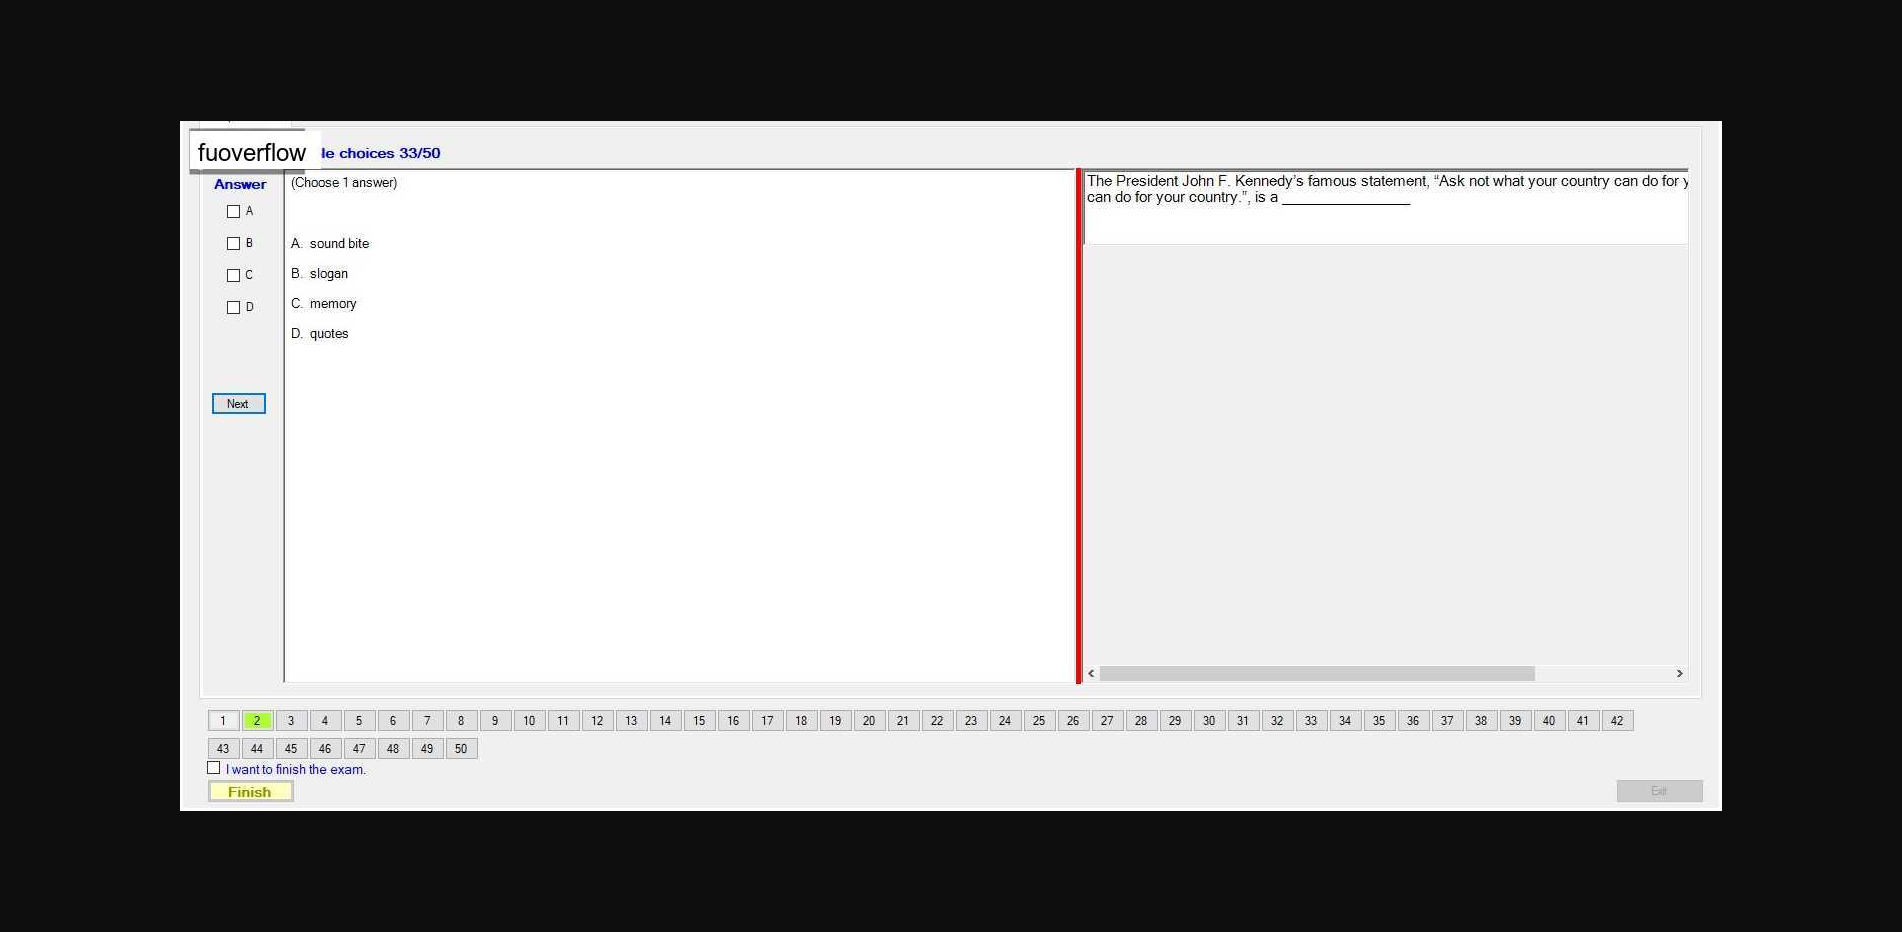 fuoverflow
le choices 33/50
Answer
(Choose 1 answer)
A
B
C
D
A. sound bite
B. slogan
C. memory
D. quotes
Next
The President John F. Kennedy’s famous statement, “Ask not what your country can do for y
can do for your country.”, is a ________________
1 2 3 4 5 6 7 8 9 10 11 12 13 14 15 16 17 18 19 20 21 22 23 24 25 26 27 28 29 30 31 32 33 34 35 36 37 38 39 40 41 42
43 44 45 46 47 48 49 50
I want to finish the exam.
Finish
Exit